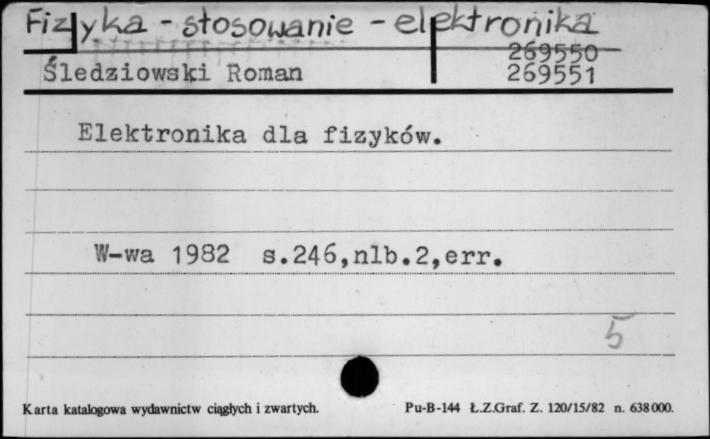 Fizyka - stosowanie - elektronika
269550
Śledziowski Roman
269551
Elektronika dla fizyków.
W-wa 1982 s.246,nlb.2,err.
5
Karta katalogowa wydawnictw ciągłych i zwartych.
Pu-B-144 Ł.Z.Graf. Z. 120/15/82 n. 638000.